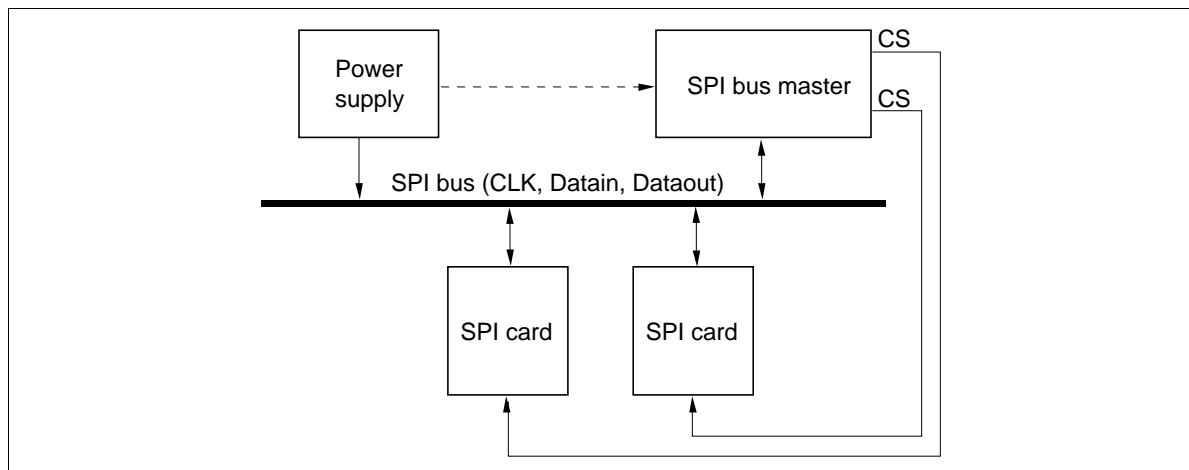 Power
supply
SPI bus master
CS
CS
SPI bus (CLK, Datain, Dataout)
SPI card
SPI card